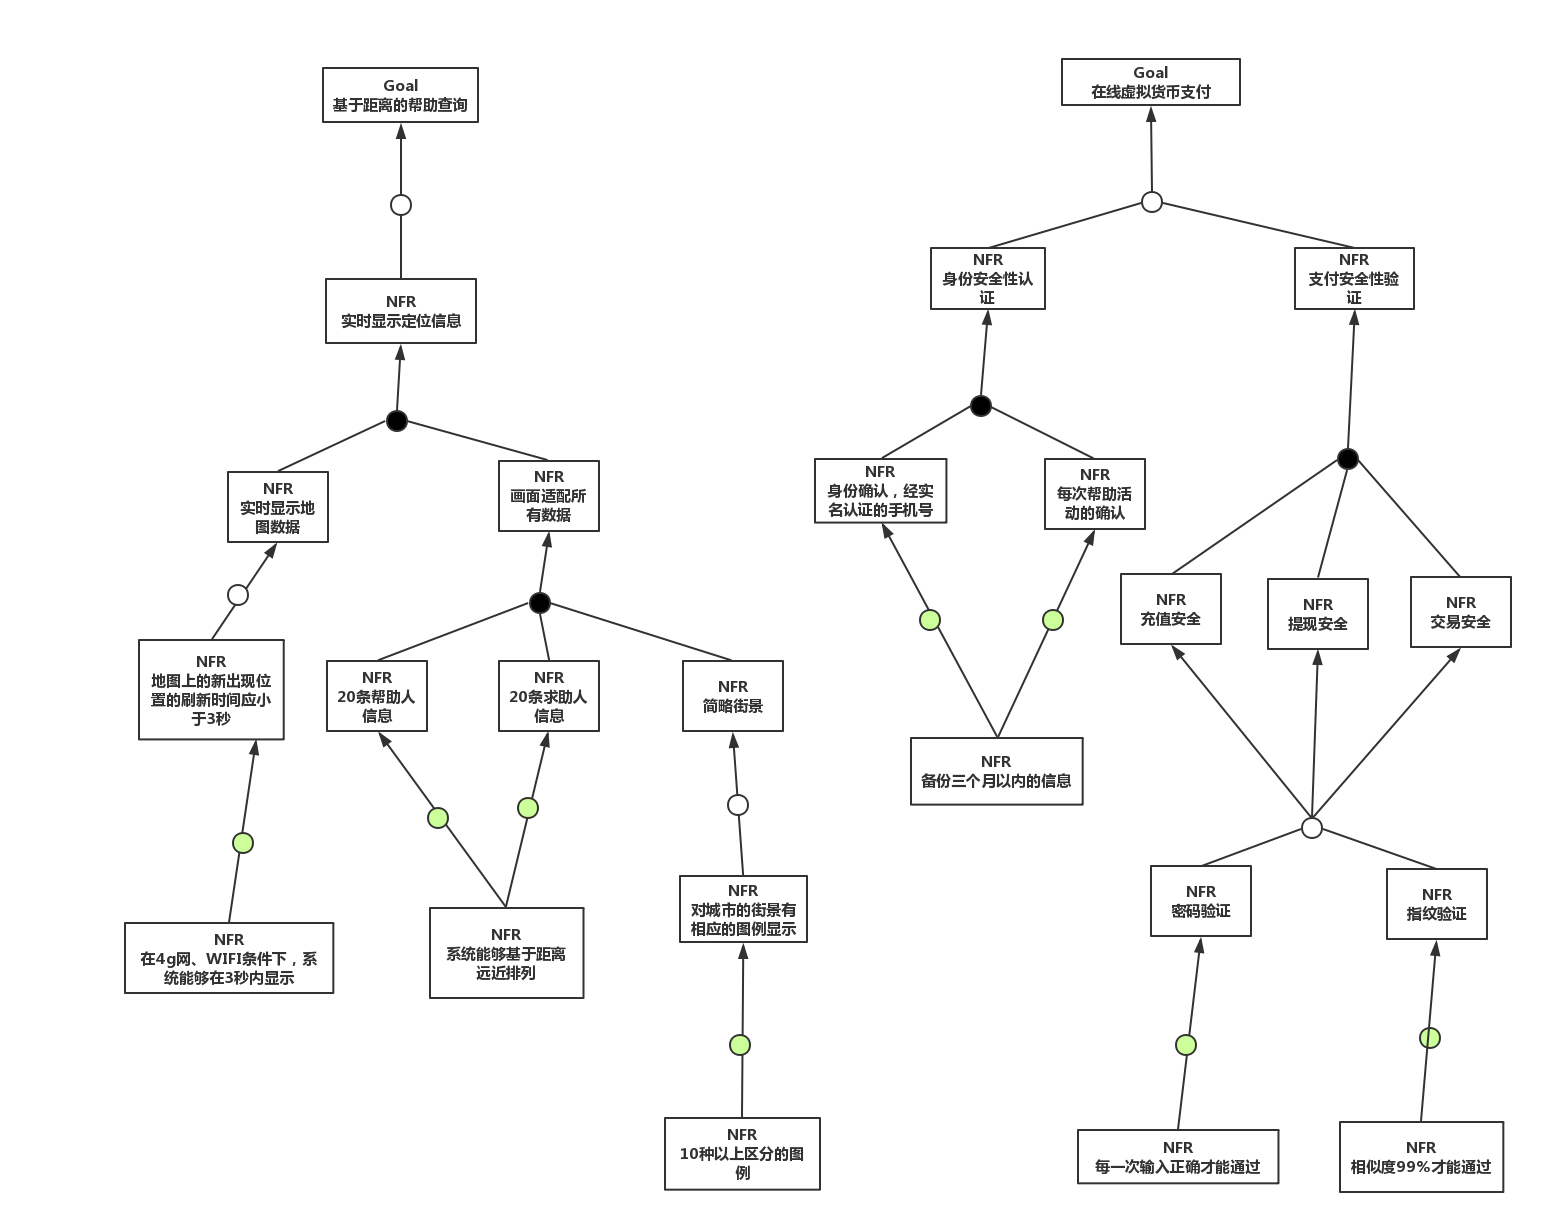 Goal
基于距离的帮助查询
NFR
实时显示定位信息
NFR
实时显示地
图数据
NFR
画面适配所
有数据
NFR
地图上的新出现位
置的刷新时间应小
于3秒
NFR
20条帮助人
信息
NFR
20条求助人
信息
NFR
简略街景
NFR
在4g网、WIFI条件下，系
统能够在3秒内显示
NFR
系统能够基于距离
远近排列
NFR
对城市的街景有
相应的图例显示
NFR
10种以上区分的图
例
Goal
在线虚拟货币支付
NFR
身份安全性认
证
NFR
支付安全性验
证
NFR
身份确认，经实
名认证的手机号
NFR
每次帮助活
动的确认
NFR
备份三个月以内的信息
NFR
充值安全
NFR
提现安全
NFR
交易安全
NFR
密码验证
NFR
指纹验证
NFR
每一次输入正确才能通过
NFR
相似度99%才能通过